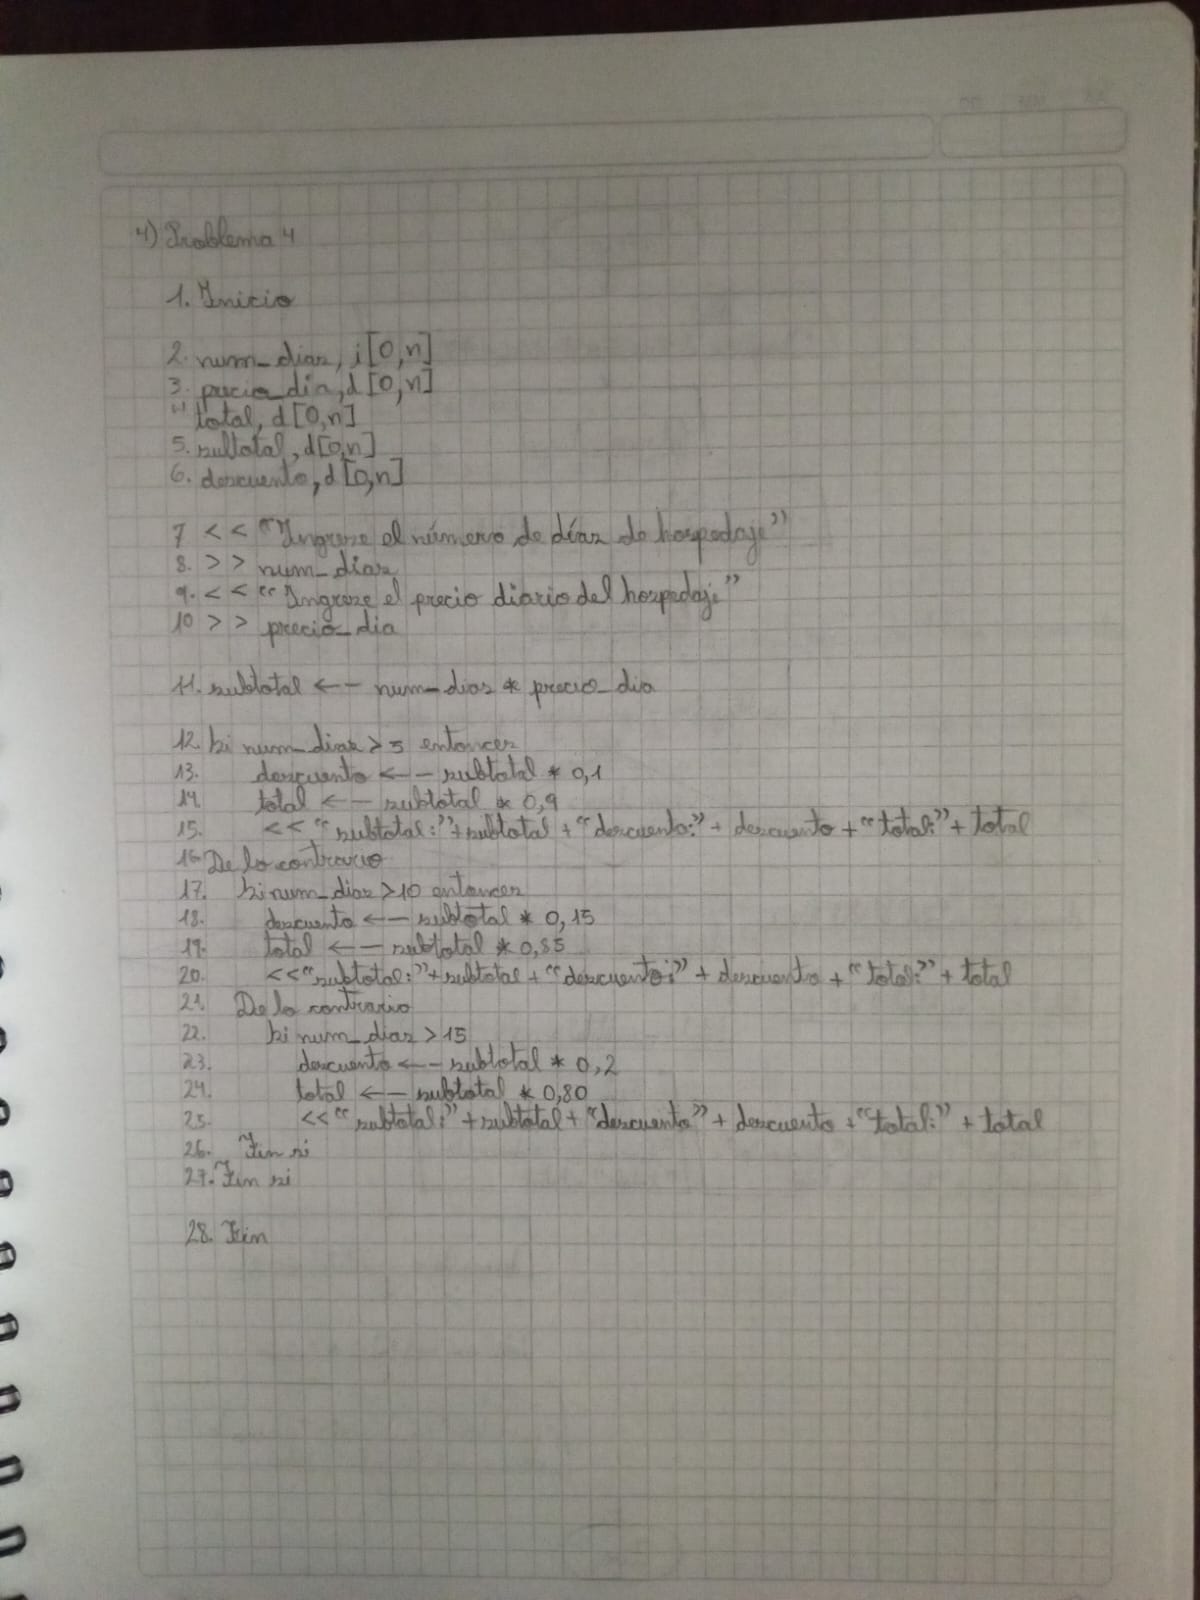 4) Problema 4
1. Inicio
2. num_dias, i[0,n]
3. precio_dia, d[0,n]
4. total, d[0,n]
5. subtotal, d[0,n]
6. descuento, d[0,n]
7 << "Ingrese el número de días de hospedaje"
8. >> num_dias
9. << "Ingrese el precio diario del hospedaje"
10 >> precio_dia
11. subtotal <-- num_dias * precio_dia
12. Si num_dias > 5 entonces
13. descuento <-- subtotal * 0,1
14 total <-- subtotal * 0,9
15. << "subtotal:" + subtotal + "descuento:" + descuento + "total:" + total
16. De lo contrario
17. Si num_dias > 10 entonces
18. descuento <-- subtotal * 0,15
19. total <-- subtotal * 0,85
20. << "subtotal:" + subtotal + "descuento:" + descuento + "total:" + total
21. De lo contrario
22. Si num_dias > 15
23. descuento <-- subtotal * 0,2
24. total <-- subtotal * 0,80
25. << "subtotal:" + subtotal + "descuento" + descuento + "total:" + total
26. Fin si
27. Fin si
28. Fin